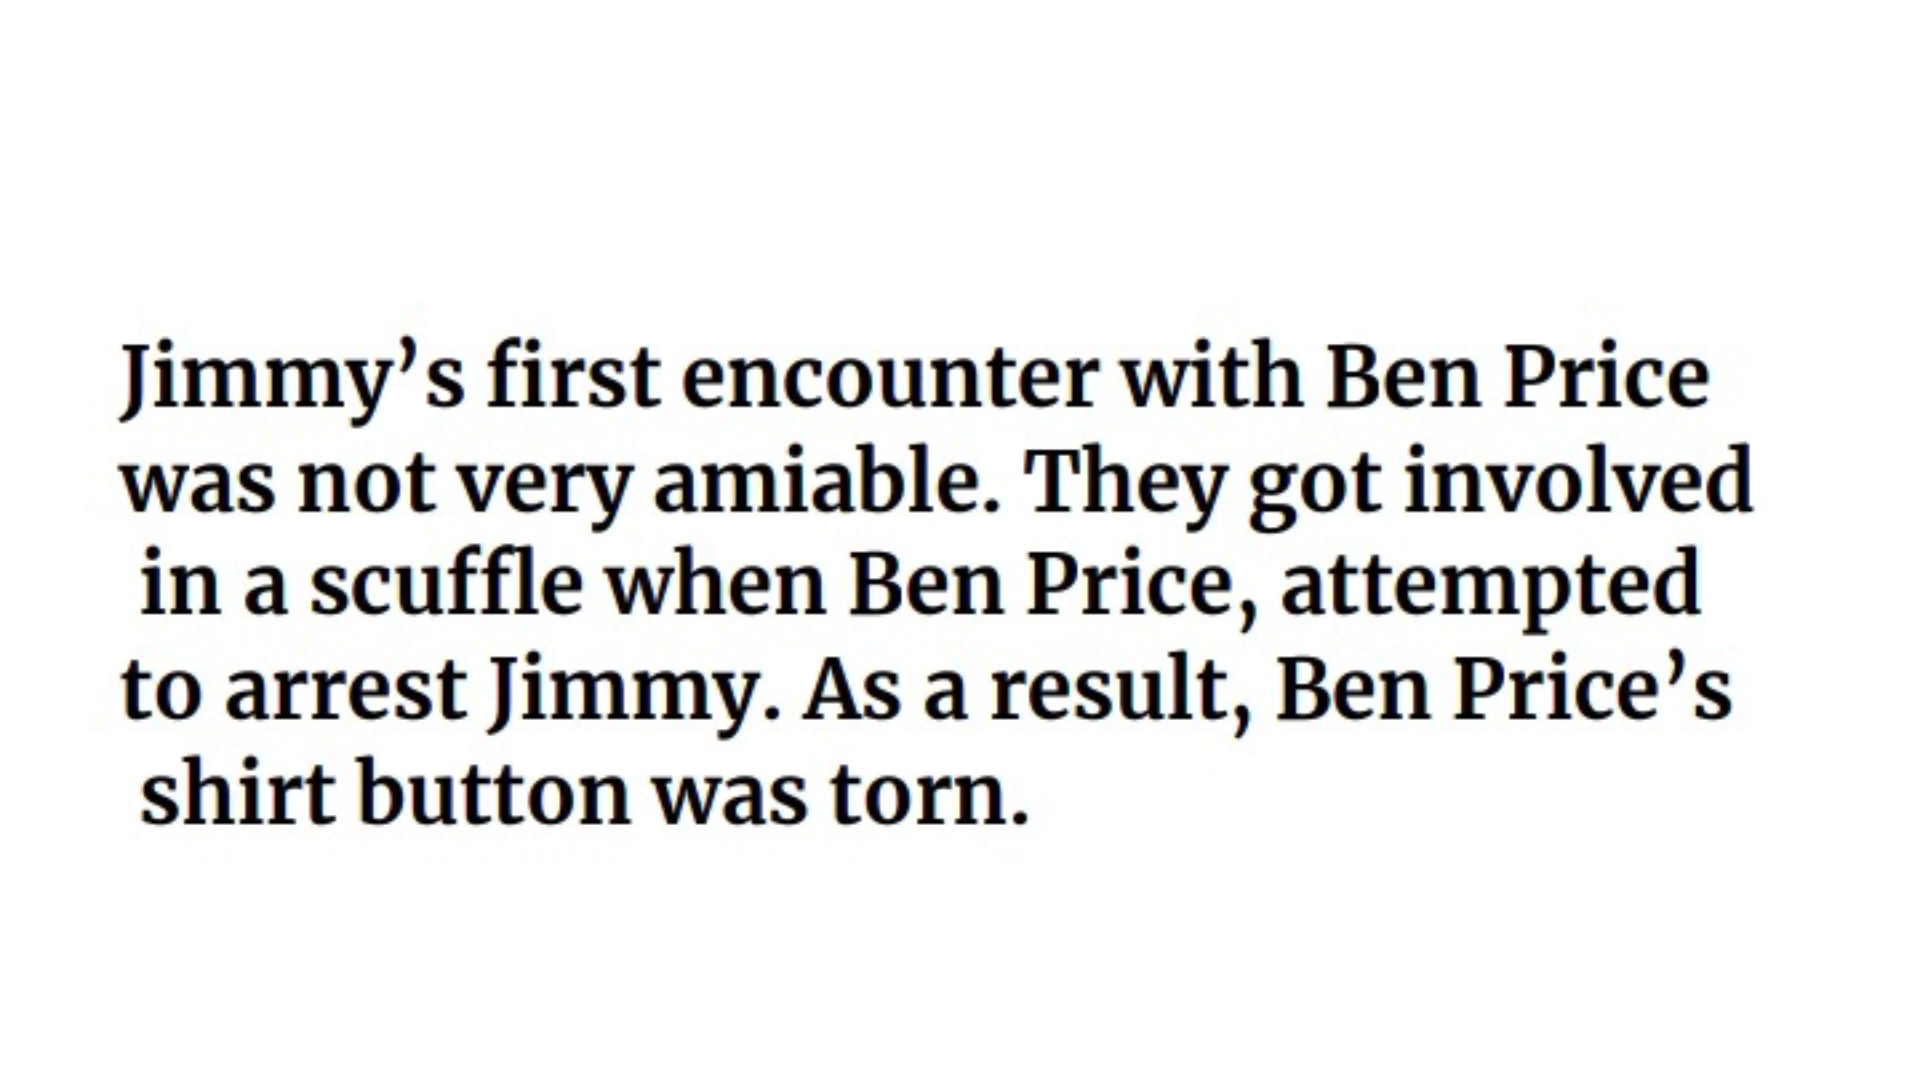 Jimmy’s first encounter with Ben Price
was not very amiable. They got involved
in a scuffle when Ben Price, attempted
to arrest Jimmy. As a result, Ben Price’s
shirt button was torn.